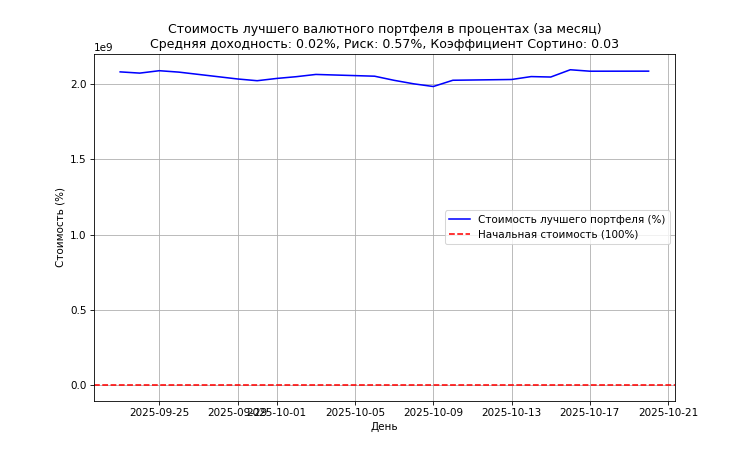 Стоимость лучшего валютного портфеля в процентах (за месяц)
Средняя доходность: 0.02%, Риск: 0.57%, Коэффициент Сортино: 0.03
1e9
2.0
1.5
1.0
0.5
0.0
Стоимость (%)
Стоимость лучшего портфеля (%)
Начальная стоимость (100%)
2025-09-25 2025-09-29 2025-10-01 2025-10-05 2025-10-09 2025-10-13 2025-10-17 2025-10-21
День